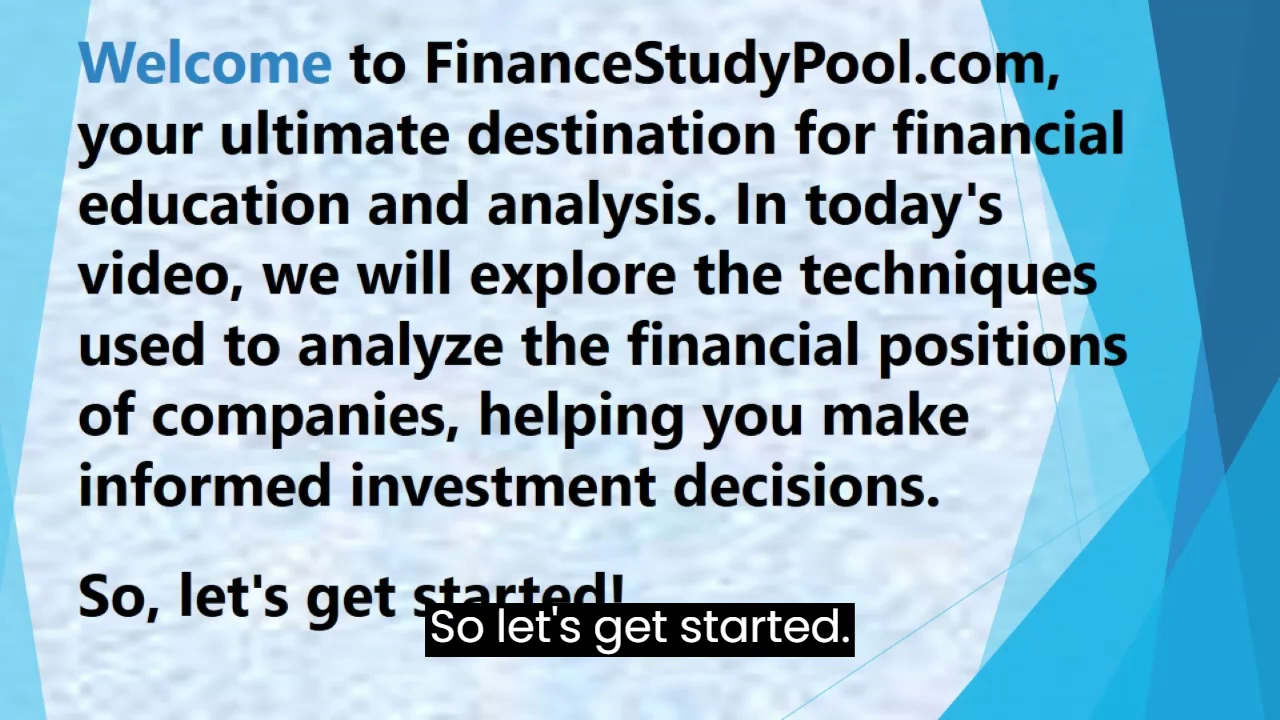 Welcome to FinanceStudyPool.com,
your ultimate destination for financial
education and analysis. In today's
video, we will explore the techniques
used to analyze the financial positions
of companies, helping you make
informed investment decisions.
So, let's get started!
So let's get started.